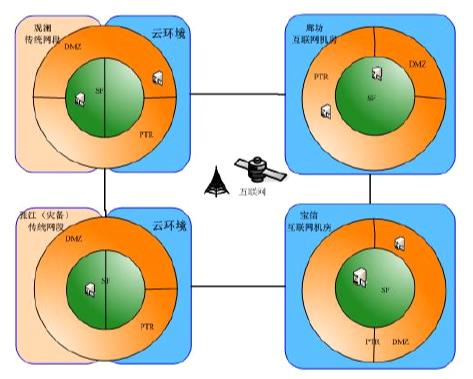 观澜
传统网段
云环境
DMZ
SF
PTR
廊坊
互联网机房
DMZ
PTR
SF
互联网
张江（灾备）
传统网段
云环境
DMZ
SF
PTR
宝信
互联网机房
SF
PTR
DMZ